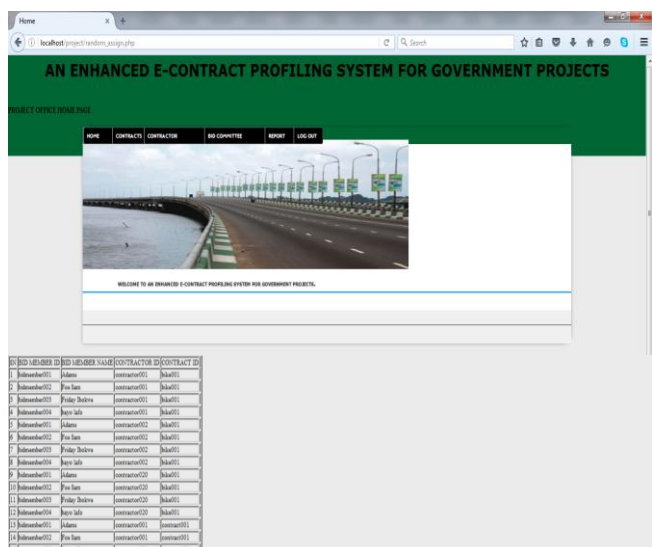 Home
localhost/project/random_assign.php
Search
AN ENHANCED E-CONTRACT PROFILING SYSTEM FOR GOVERNMENT PROJECTS
PROJECT OFFICE HOME PAGE
HOME CONTRACTS CONTRACTOR BID COMMITTEE REPORT LOG OUT
WELCOME TO AN ENHANCED E-CONTRACT PROFILING SYSTEM FOR GOVERNMENT PROJECTS.
SN BID MEMBER ID BID MEMBER NAME CONTRACTOR ID CONTRACT ID
1 bidmember001 Adams contractor001
2 bidmember002 contractor001
3 bidmember003 Friday contractor001
4 bidmember004 contractor001
5 bidmember001 Adams contractor002
6 bidmember002 contractor002
7 bidmember003 Friday contractor002
8 bidmember004 contractor002
9 bidmember001 Adams contractor020
10 bidmember002 contractor020
11 bidmember003 Friday contractor020
12 bidmember004 contractor020
13 bidmember001 Adams contractor001 contract001
14 bidmember002 contractor001 contract001